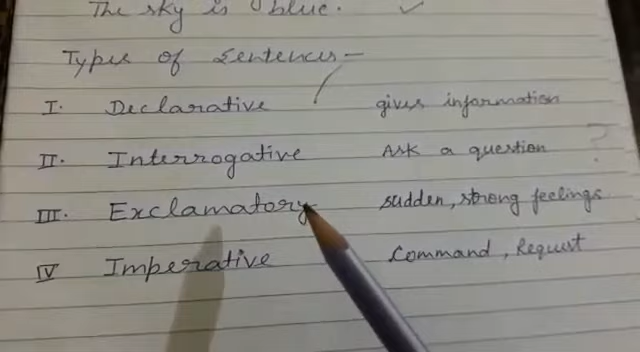 The sky is blue.
Types of Sentences —
I. Declarative gives information
II. Interrogative Ask a question ?
III. Exclamatory sudden, strong feelings
IV Imperative Command, Request